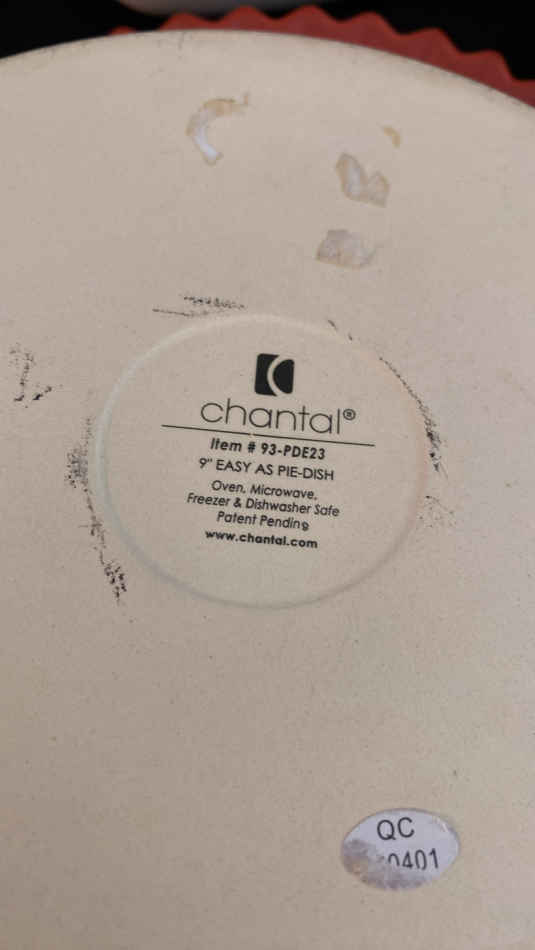 chantal®
Item # 93-PDE23
9" EASY AS PIE-DISH
Oven, Microwave,
Freezer & Dishwasher Safe
Patent Pending
www.chantal.com
QC
0401